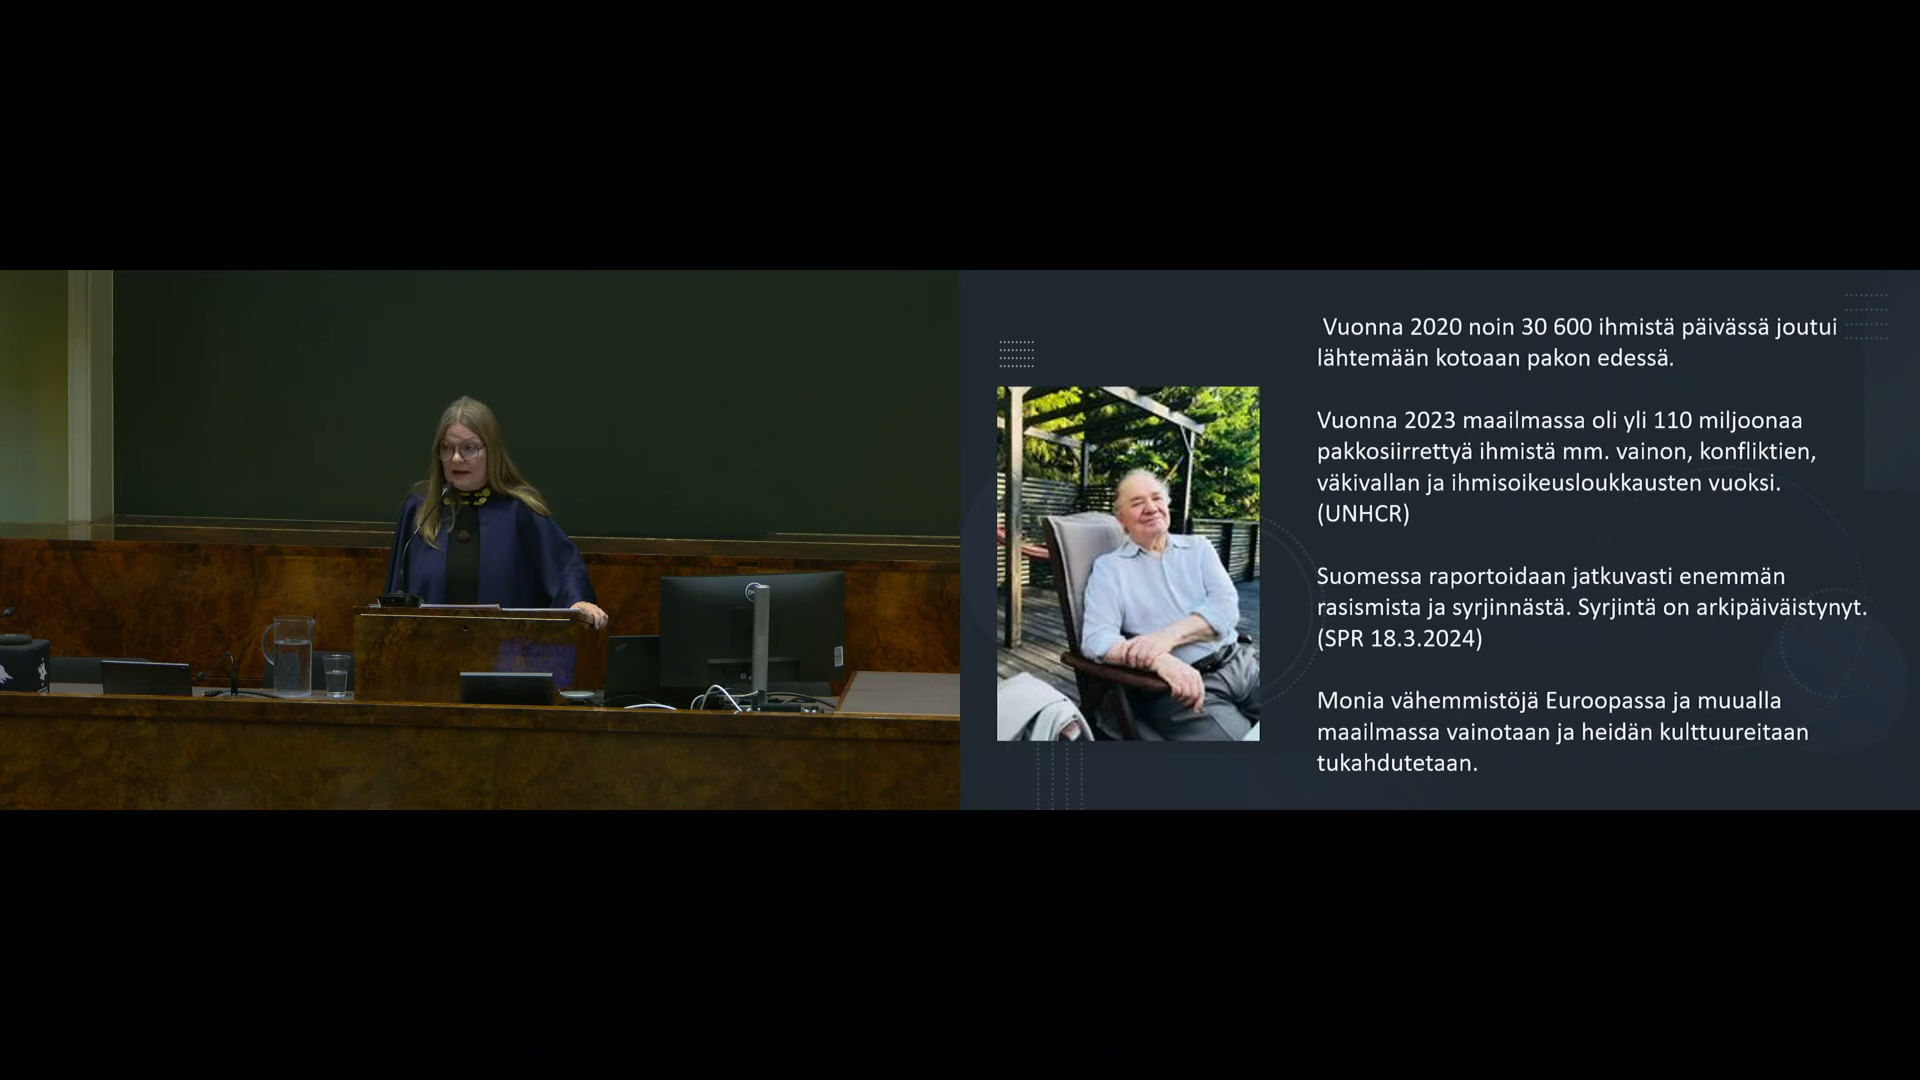 Vuonna 2020 noin 30 600 ihmistä päivässä joutui
lähtemään kotoaan pakon edessä.
Vuonna 2023 maailmassa oli yli 110 miljoonaa
pakkosiirrettyä ihmistä mm. vainon, konfliktien,
väkivallan ja ihmisoikeusloukkausten vuoksi.
(UNHCR)
Suomessa raportoidaan jatkuvasti enemmän
rasismista ja syrjinnästä. Syrjintä on arkipäiväistynyt.
(SPR 18.3.2024)
Monia vähemmistöjä Euroopassa ja muualla
maailmassa vainotaan ja heidän kulttuureitaan
tukahdutetaan.